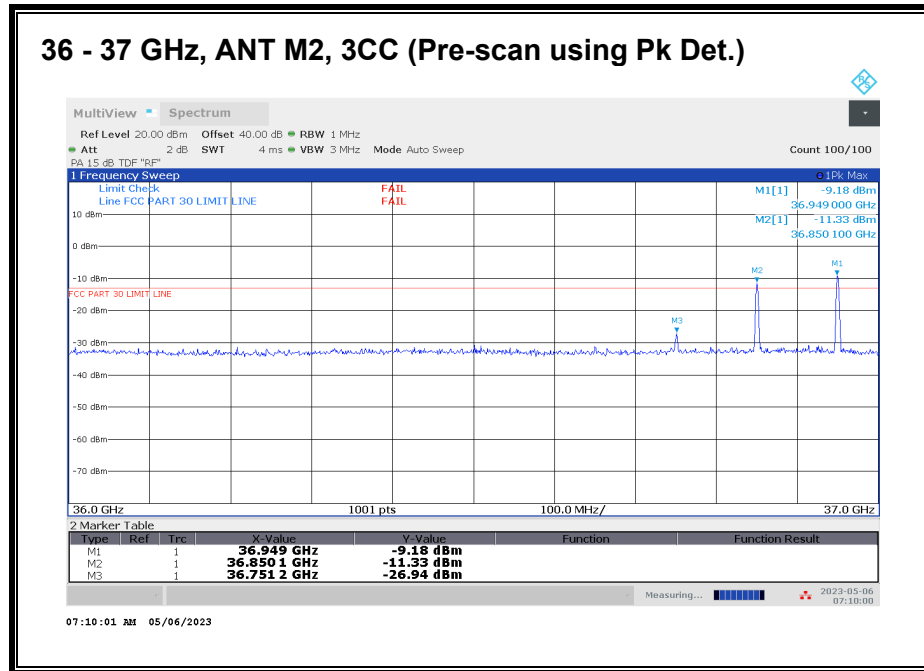 36 - 37 GHz, ANT M2, 3CC (Pre-scan using Pk Det.)
R&S
MultiView Spectrum
Ref Level 20.00 dBm Offset 40.00 dB RBW 1 MHz
Att 2 dB SWT 4 ms VBW 3 MHz Mode Auto Sweep Count 100/100
PA 15 dB TDF "RF"
1 Frequency Sweep 1Pk Max
Limit Check FAIL M1[1] -9.18 dBm
Line FCC PART 30 LIMIT LINE FAIL 36.949 000 GHz
10 dBm M2[1] -11.33 dBm
36.850 100 GHz
0 dBm
M1
M2
-10 dBm
FCC PART 30 LIMIT LINE
-20 dBm
M3
-30 dBm
-40 dBm
-50 dBm
-60 dBm
-70 dBm
36.0 GHz 1001 pts 100.0 MHz/ 37.0 GHz
2 Marker Table
Type Ref Trc X-Value Y-Value Function Function Result
M1 1 36.949 GHz -9.18 dBm
M2 1 36.850 1 GHz -11.33 dBm
M3 1 36.751 2 GHz -26.94 dBm
Measuring... 2023-05-06
07:10:00
07:10:01 AM 05/06/2023